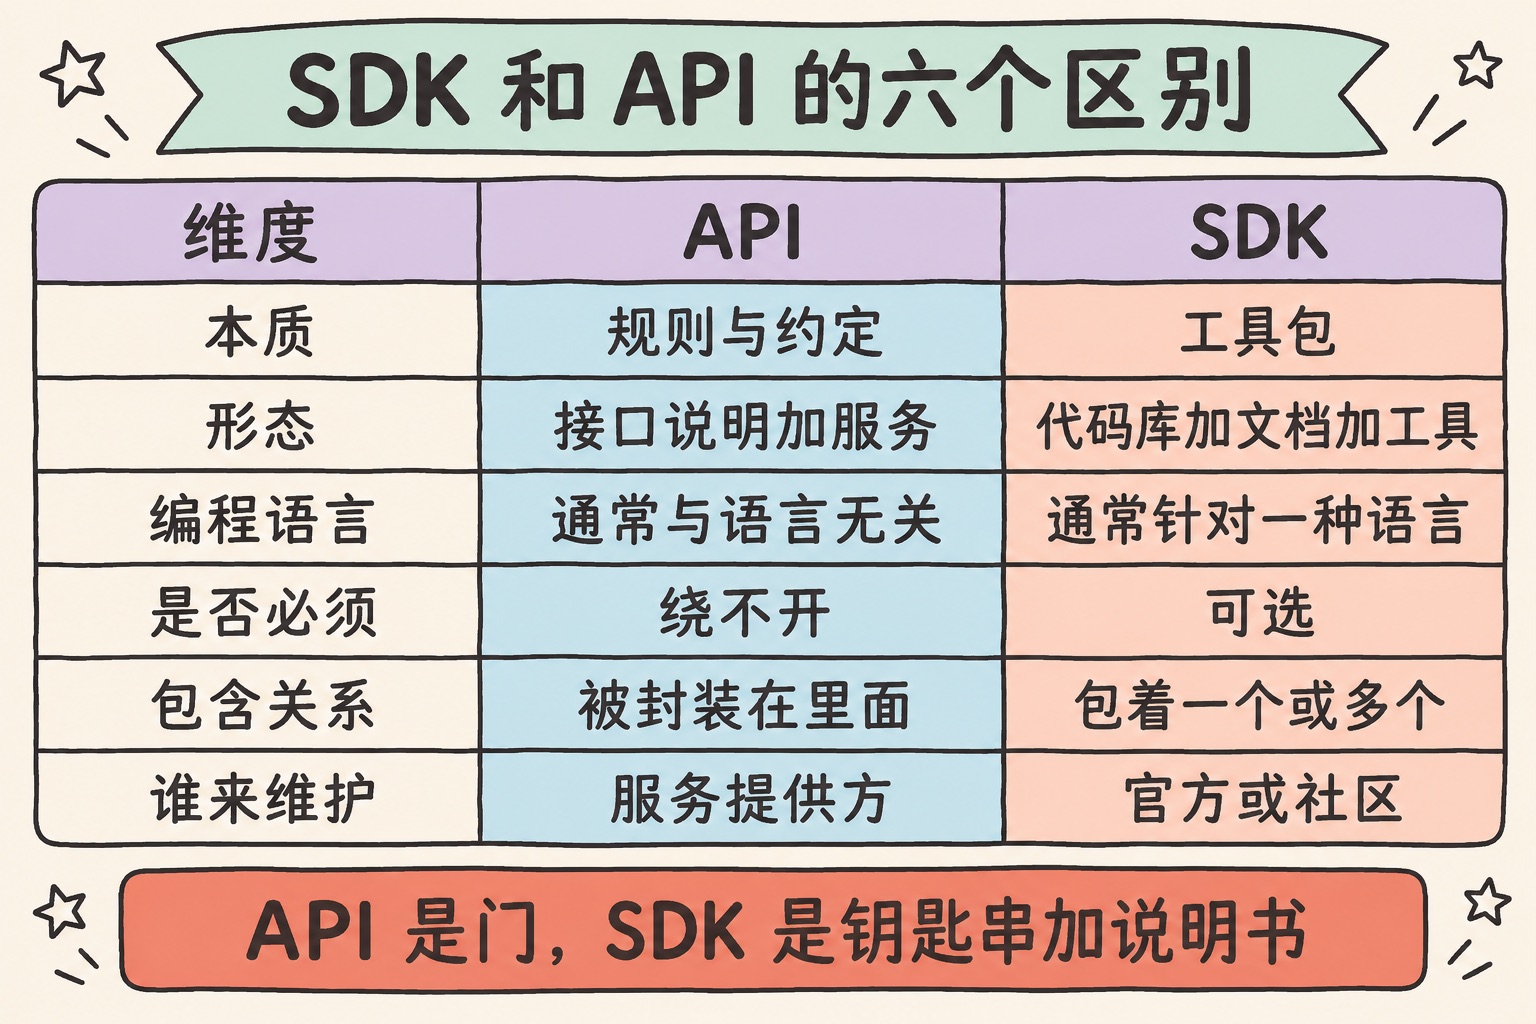 SDK 和 API 的六个区别
维度 API SDK
本质 规则与约定 工具包
形态 接口说明加服务 代码库加文档加工具
编程语言 通常与语言无关 通常针对一种语言
是否必须 绕不开 可选
包含关系 被封装在里面 包着一个或多个
谁来维护 服务提供方 官方或社区
API 是门，SDK 是钥匙串加说明书